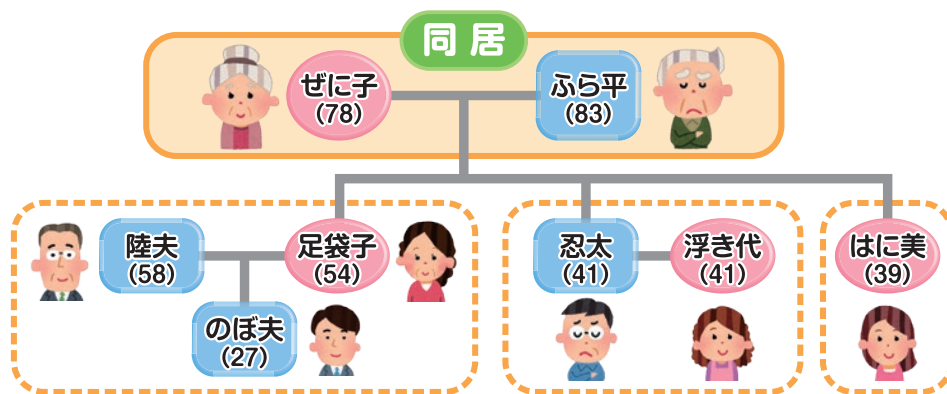 同居
ぜに子
(78)
ふら平
(83)
陸夫
(58)
足袋子
(54)
忍太
(41)
浮き代
(41)
はに美
(39)
のぼ夫
(27)